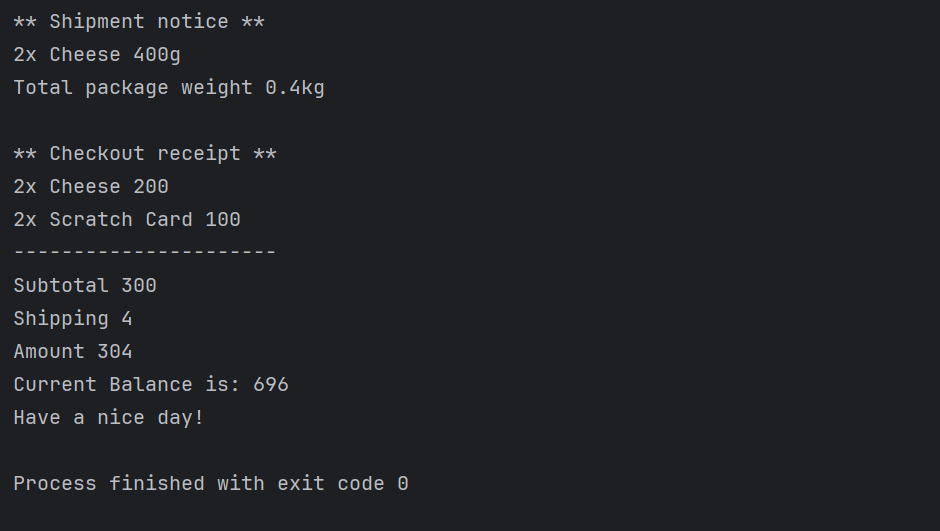 ** Shipment notice **
2x Cheese 400g
Total package weight 0.4kg
** Checkout receipt **
2x Cheese 200
2x Scratch Card 100
----------------------
Subtotal 300
Shipping 4
Amount 304
Current Balance is: 696
Have a nice day!
Process finished with exit code 0